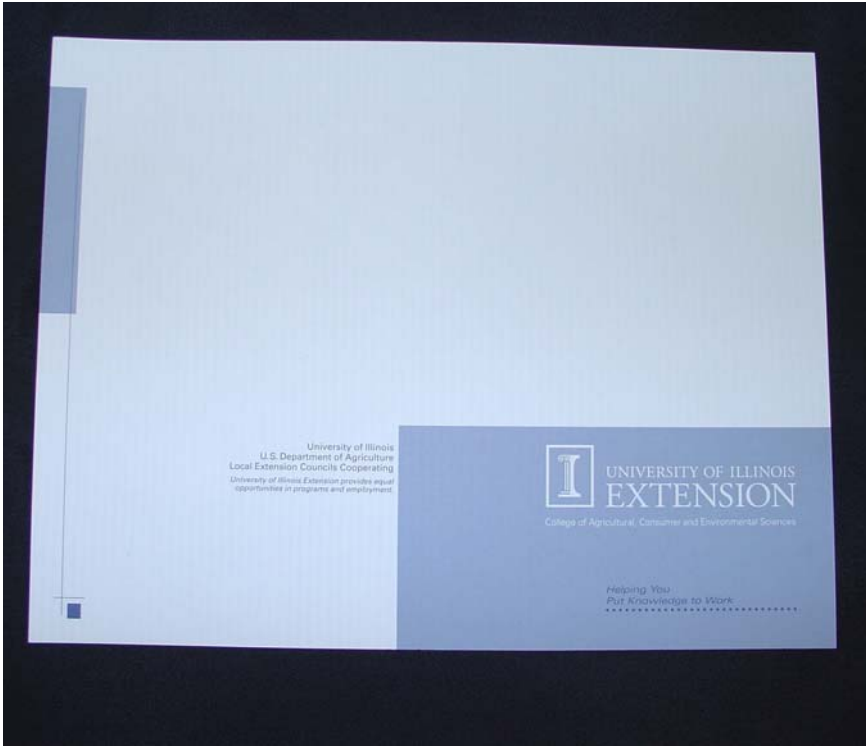 University of Illinois
U.S. Department of Agriculture
Local Extension Councils Cooperating
University of Illinois Extension provides equal
opportunities in programs and employment.
I
UNIVERSITY OF ILLINOIS
EXTENSION
College of Agricultural, Consumer and Environmental Sciences
Helping You
Put Knowledge to Work